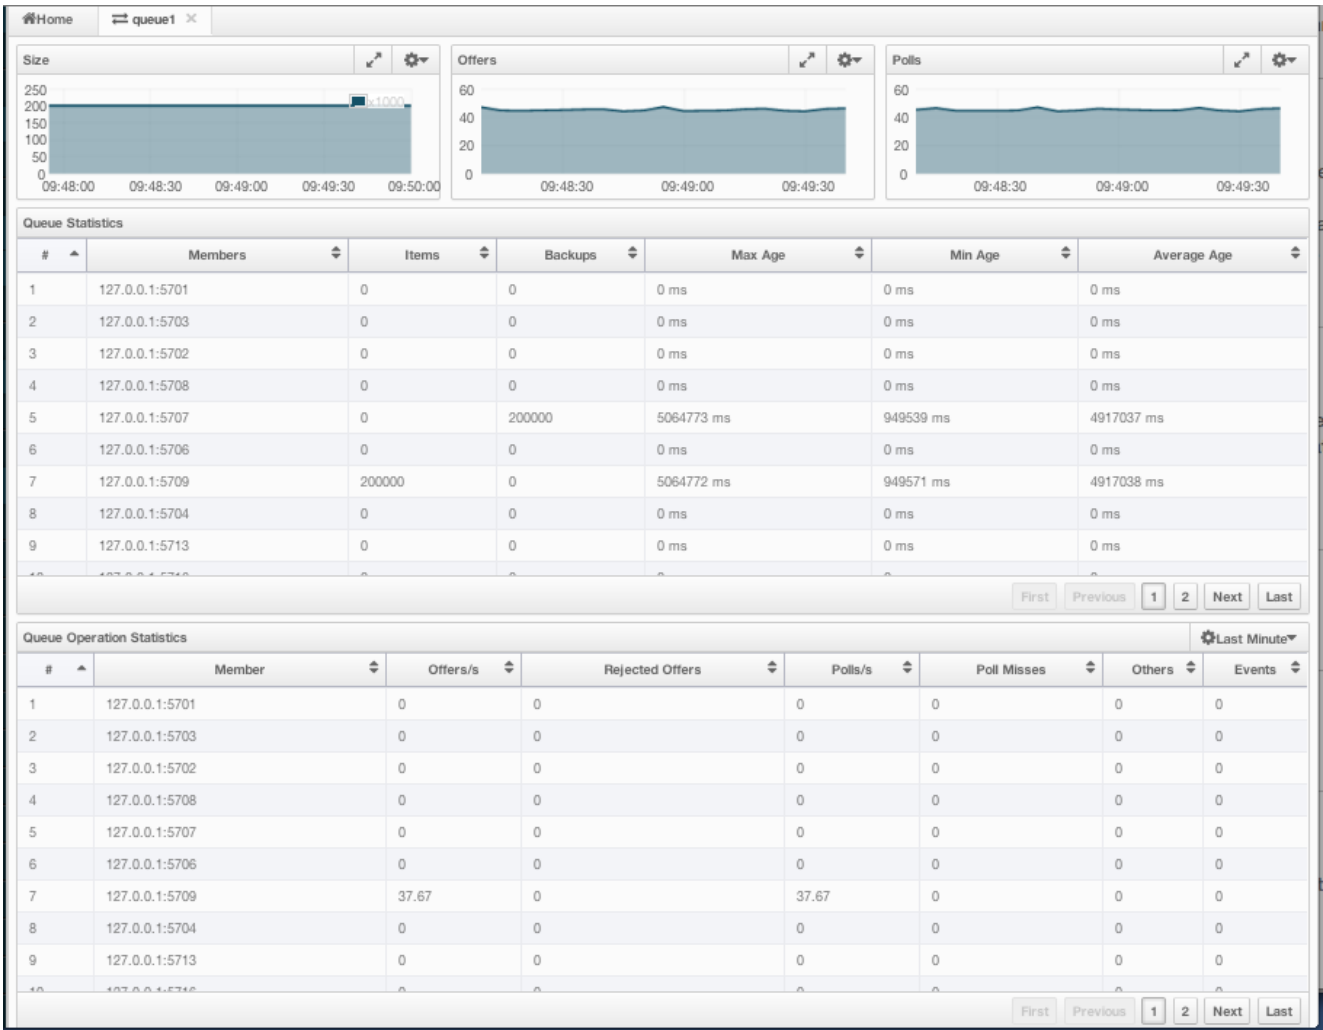 Home queue1
Size Offers Polls
250 60 60
200 x1000
150 40 40
100 20 20
50
0 0 0
09:48:00 09:48:30 09:49:00 09:49:30 09:50:00 09:48:30 09:49:00 09:49:30 09:48:30 09:49:00 09:49:30
Queue Statistics
# Members Items Backups Max Age Min Age Average Age
1 127.0.0.1:5701 0 0 0 ms 0 ms 0 ms
2 127.0.0.1:5703 0 0 0 ms 0 ms 0 ms
3 127.0.0.1:5702 0 0 0 ms 0 ms 0 ms
4 127.0.0.1:5708 0 0 0 ms 0 ms 0 ms
5 127.0.0.1:5707 0 200000 5064773 ms 949539 ms 4917037 ms
6 127.0.0.1:5706 0 0 0 ms 0 ms 0 ms
7 127.0.0.1:5709 200000 0 5064772 ms 949571 ms 4917038 ms
8 127.0.0.1:5704 0 0 0 ms 0 ms 0 ms
9 127.0.0.1:5713 0 0 0 ms 0 ms 0 ms
First Previous 1 2 Next Last
Queue Operation Statistics Last Minute
# Member Offers/s Rejected Offers Polls/s Poll Misses Others Events
1 127.0.0.1:5701 0 0 0 0 0 0
2 127.0.0.1:5703 0 0 0 0 0 0
3 127.0.0.1:5702 0 0 0 0 0 0
4 127.0.0.1:5708 0 0 0 0 0 0
5 127.0.0.1:5707 0 0 0 0 0 0
6 127.0.0.1:5706 0 0 0 0 0 0
7 127.0.0.1:5709 37.67 0 37.67 0 0 0
8 127.0.0.1:5704 0 0 0 0 0 0
9 127.0.0.1:5713 0 0 0 0 0 0
First Previous 1 2 Next Last